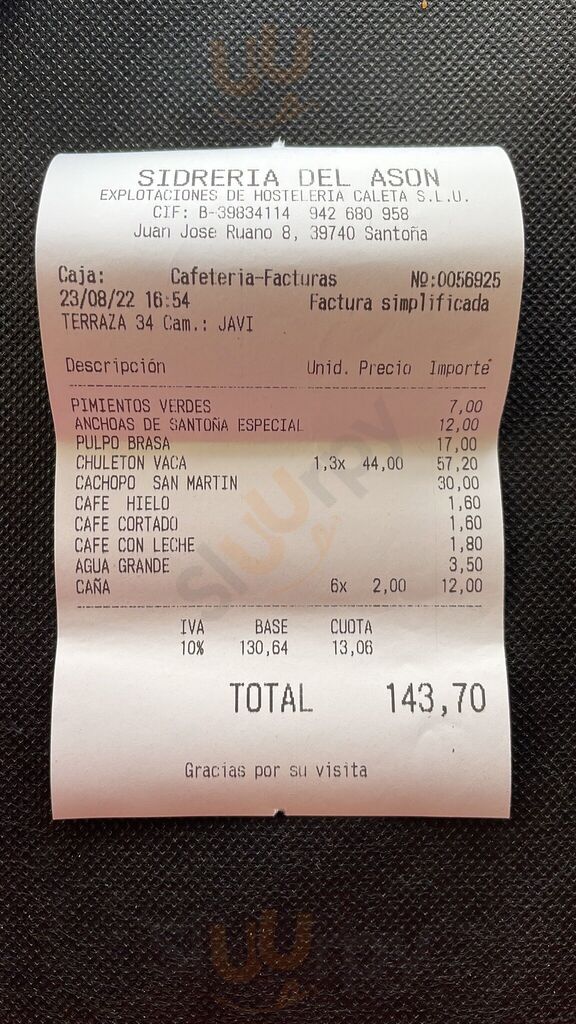 SIDRERIA DEL ASON
EXPLOTACIONES DE HOSTELERIA CALETA S.L.U.
CIF: B-39834114 942 680 958
Juan Jose Ruano 8, 39740 Santoña
Caja: Cafeteria-Facturas Nº:0056925
23/08/22 16:54 Factura simplificada
TERRAZA 34 Cam.: JAVI
Descripción Unid. Precio Importe
PIMIENTOS VERDES 7,00
ANCHOAS DE SANTOÑA ESPECIAL 12,00
PULPO BRASA 17,00
CHULETON VACA 1,3x 44,00 57,20
CACHOPO SAN MARTIN 30,00
CAFE HIELO 1,60
CAFE CORTADO 1,60
CAFE CON LECHE 1,80
AGUA GRANDE 3,50
CAÑA 6x 2,00 12,00
IVA BASE CUOTA
10% 130,64 13,06
TOTAL 143,70
Gracias por su visita
sluurpy